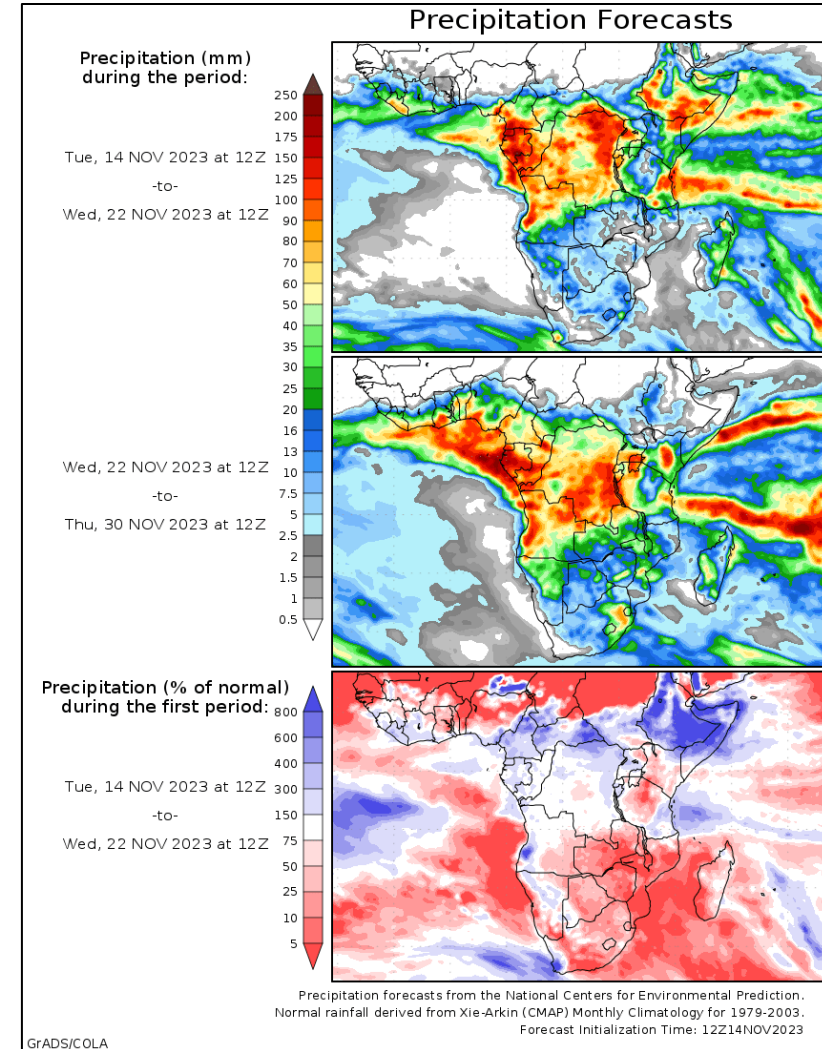 Precipitation Forecasts
Precipitation (mm)
during the period:
Tue, 14 NOV 2023 at 12Z
-to-
Wed, 22 NOV 2023 at 12Z
250
200
175
150
125
100
90
80
70
60
50
40
35
30
25
20
16
13
10
7.5
5
2.5
2
1.5
1
0.5
Wed, 22 NOV 2023 at 12Z
-to-
Thu, 30 NOV 2023 at 12Z
Precipitation (% of normal)
during the first period:
Tue, 14 NOV 2023 at 12Z
-to-
Wed, 22 NOV 2023 at 12Z
800
600
400
300
150
75
50
25
10
5
Precipitation forecasts from the National Centers for Environmental Prediction.
Normal rainfall derived from Xie-Arkin (CMAP) Monthly Climatology for 1979-2003.
Forecast Initialization Time: 12Z14NOV2023
GrADS/COLA